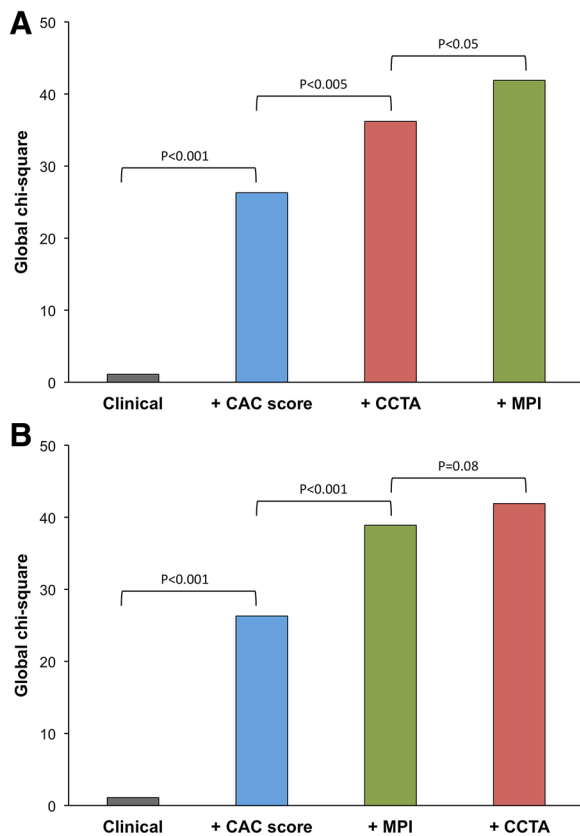 A
50
P<0.05
40
P<0.005
30
P<0.001
Global chi-square
20
10
0
Clinical + CAC score + CCTA + MPI
B
50
P=0.08
P<0.001
40
30
P<0.001
Global chi-square
20
10
0
Clinical + CAC score + MPI + CCTA